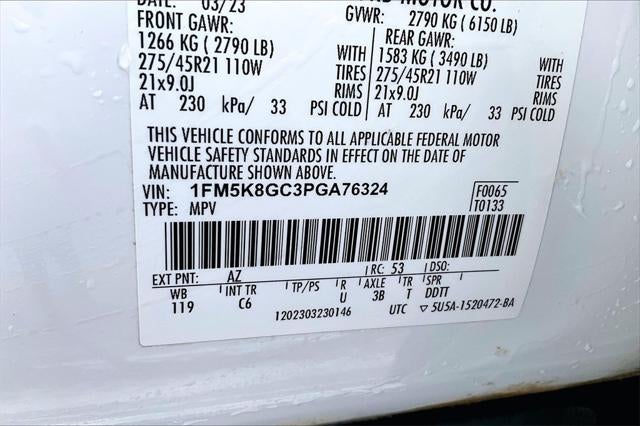 DATE: 03/23 MOTOR CO.
FRONT GAWR: GVWR: 2790 KG ( 6150 LB)
1266 KG ( 2790 LB) WITH REAR GAWR: 1583 KG ( 3490 LB) WITH
275/45R21 110W TIRES 275/45R21 110W TIRES
21x9.0J RIMS 21x9.0J RIMS
AT 230 kPa/ 33 PSI COLD AT 230 kPa/ 33 PSI COLD
THIS VEHICLE CONFORMS TO ALL APPLICABLE FEDERAL MOTOR
VEHICLE SAFETY STANDARDS IN EFFECT ON THE DATE OF
MANUFACTURE SHOWN ABOVE.
VIN: 1FM5K8GC3PGA76324 F0065
TYPE: MPV T0133
EXT PNT: AZ RC: 53 DSO:
WB INT TR TP/PS R AXLE TR SPR
119 C6 U 3B T DDTT
1202303230146 UTC ▽ 5U5A-1520472-BA